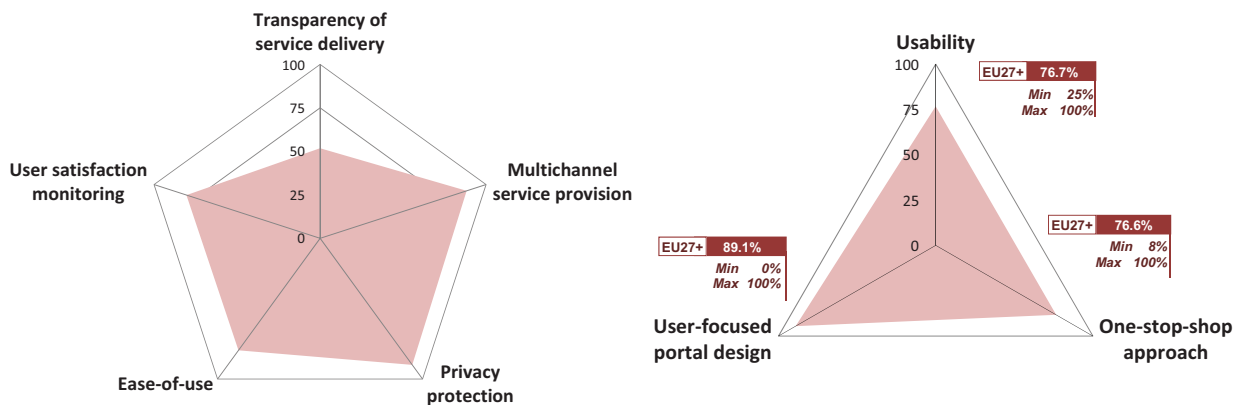 Transparency of
service delivery
100
75
50
25
0
User satisfaction
monitoring
Multichannel
service provision
Ease-of-use
Privacy
protection
Usability
100
75
50
25
0
EU27+ 76.7%
Min 25%
Max 100%
EU27+ 76.6%
Min 8%
Max 100%
EU27+ 89.1%
Min 0%
Max 100%
User-focused
portal design
One-stop-shop
approach